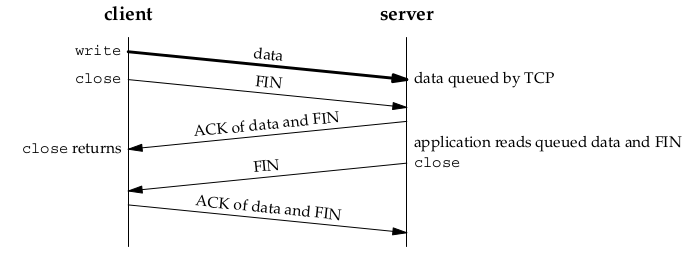 client
server
write
data
close
FIN
data queued by TCP
ACK of data and FIN
close returns
application reads queued data and FIN
close
FIN
ACK of data and FIN